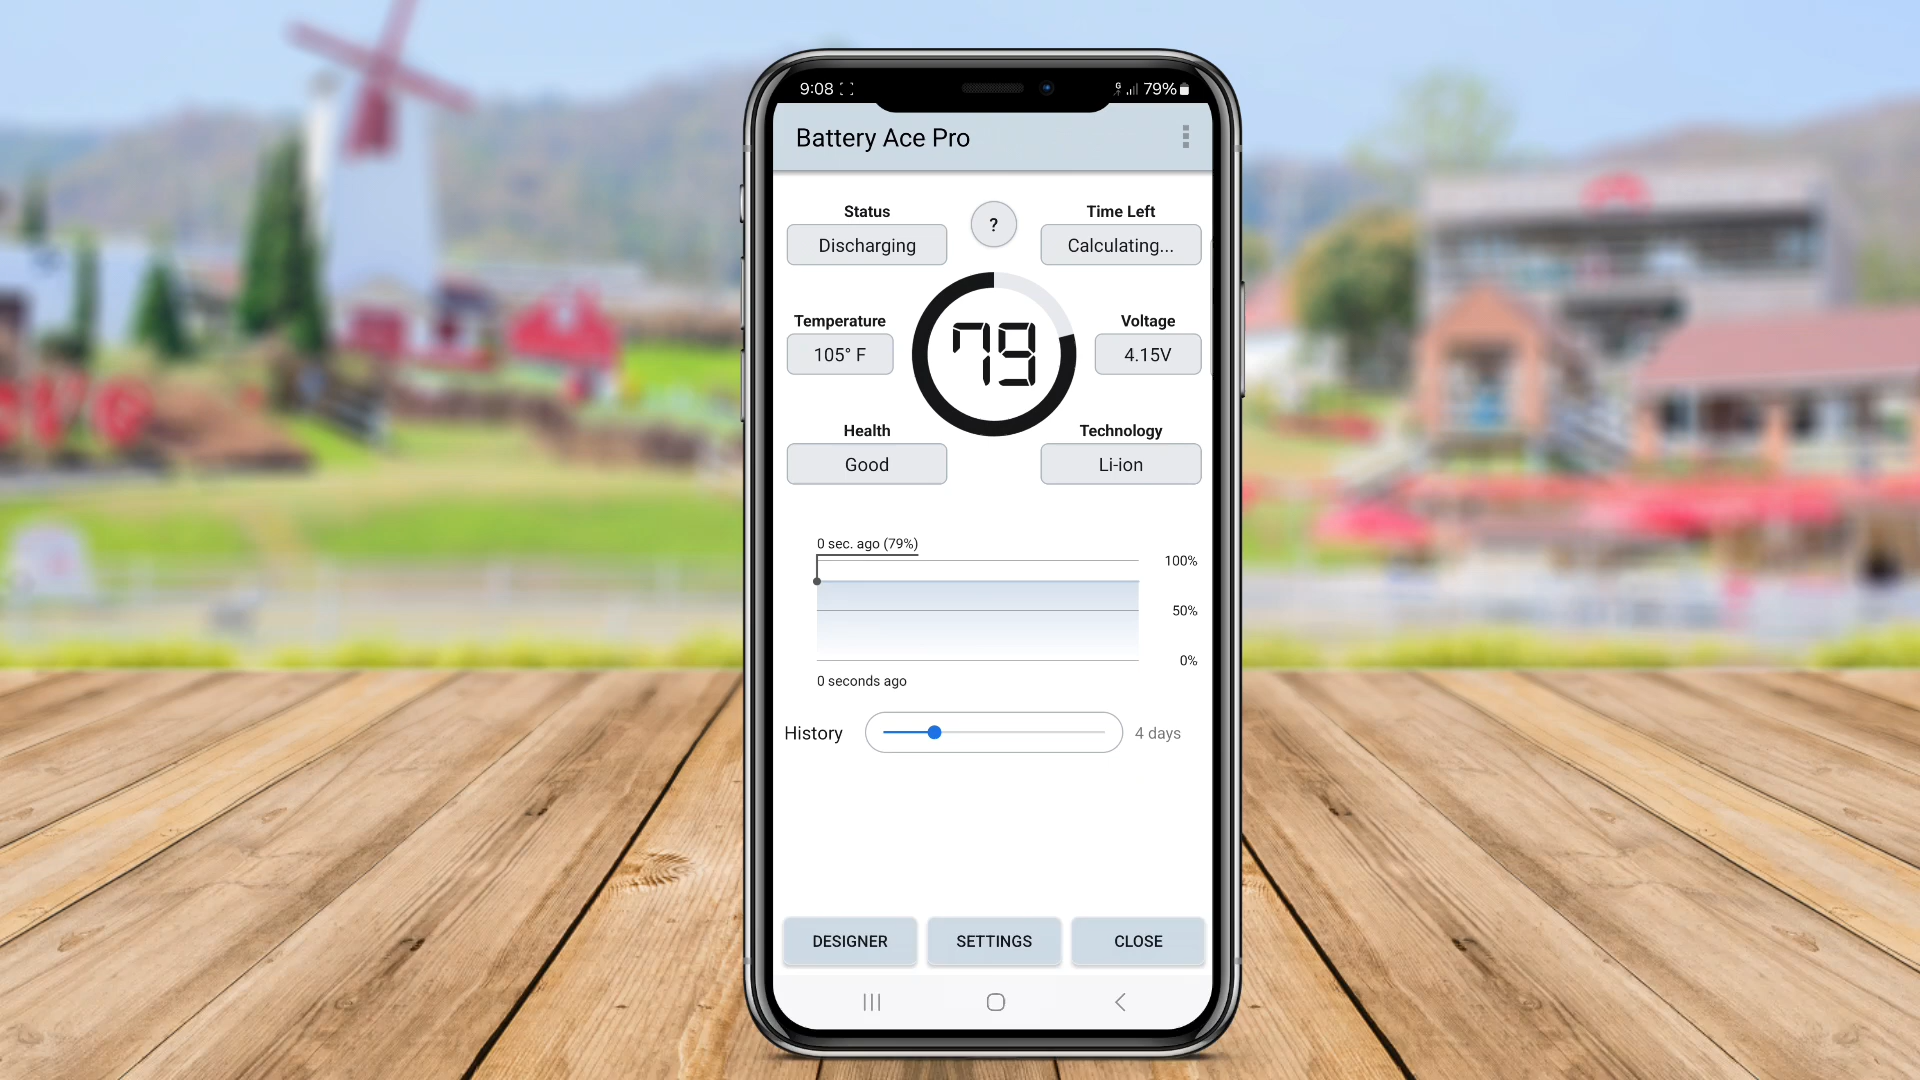 9:08
79%
Battery Ace Pro
Status
?
Time Left
Discharging
Calculating...
Temperature
Voltage
105° F
79
4.15V
Health
Technology
Good
Li-ion
0 sec. ago (79%)
100%
50%
0%
0 seconds ago
History
4 days
DESIGNER
SETTINGS
CLOSE